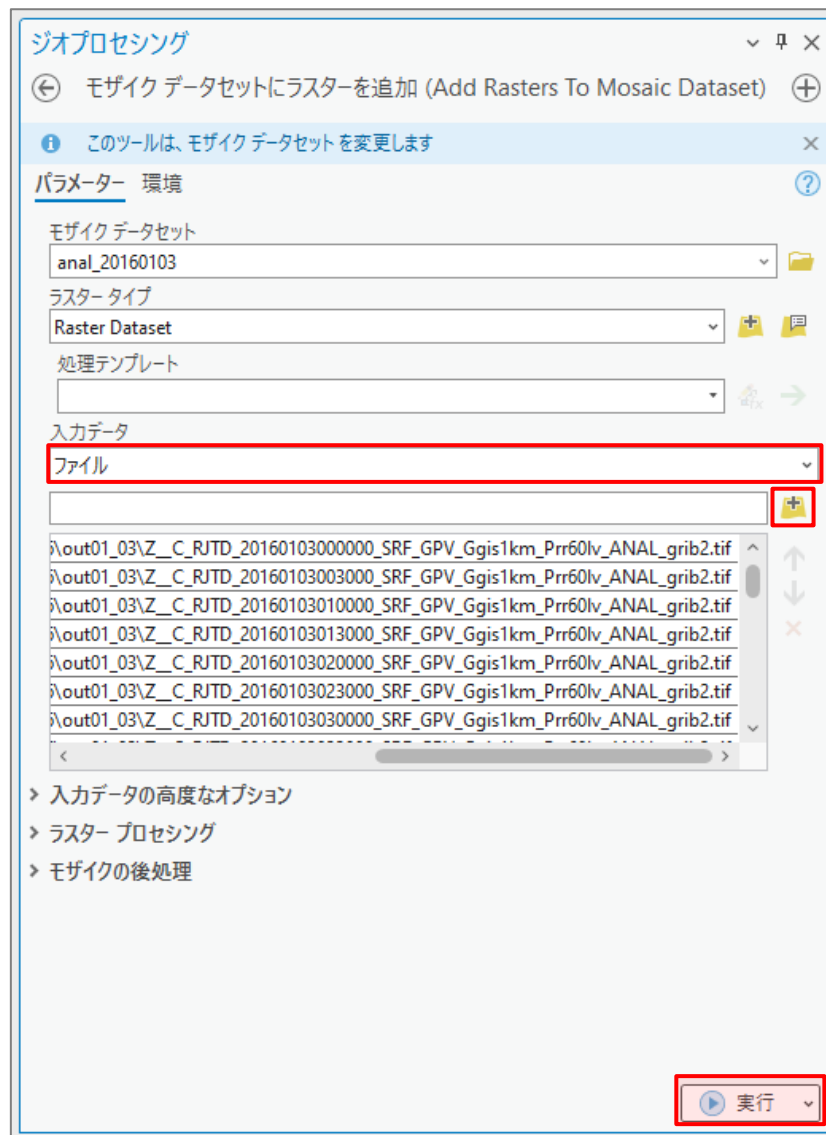 ジオプロセシング
モザイク データセットにラスターを追加 (Add Rasters To Mosaic Dataset)
このツールは、モザイク データセット を変更します
パラメーター 環境
モザイク データセット
anal_20160103
ラスター タイプ
Raster Dataset
処理テンプレート
入力データ
ファイル
\out01_03\Z__C_RJTD_20160103000000_SRF_GPV_Ggis1km_Prr60lv_ANAL_grib2.tif
\out01_03\Z__C_RJTD_20160103003000_SRF_GPV_Ggis1km_Prr60lv_ANAL_grib2.tif
\out01_03\Z__C_RJTD_20160103010000_SRF_GPV_Ggis1km_Prr60lv_ANAL_grib2.tif
\out01_03\Z__C_RJTD_20160103013000_SRF_GPV_Ggis1km_Prr60lv_ANAL_grib2.tif
\out01_03\Z__C_RJTD_20160103020000_SRF_GPV_Ggis1km_Prr60lv_ANAL_grib2.tif
\out01_03\Z__C_RJTD_20160103023000_SRF_GPV_Ggis1km_Prr60lv_ANAL_grib2.tif
\out01_03\Z__C_RJTD_20160103030000_SRF_GPV_Ggis1km_Prr60lv_ANAL_grib2.tif
入力データの高度なオプション
ラスター プロセシング
モザイクの後処理
実行